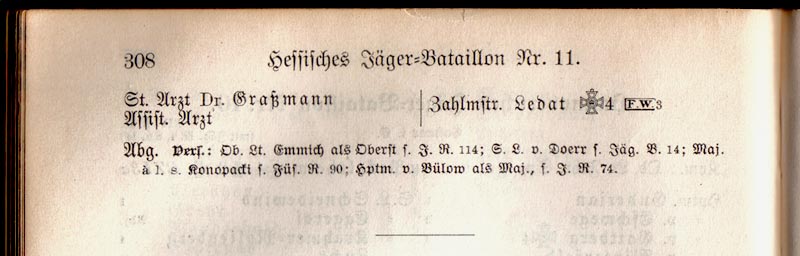 308 Hessisches Jäger-Bataillon Nr. 11.
St. Arzt Dr. Graßmann
Assist. Arzt
Zahlmstr. Ledat 4 F.W. 3
Abg. Vers.: Ob. Lt. Emmich als Oberst s. J. R. 114; S. L. v. Doerr s. Jäg. B. 14; Maj.
à l. s. Konopacki s. Füs. R. 90; Hptm. v. Bülow als Maj., s. J. R. 74.